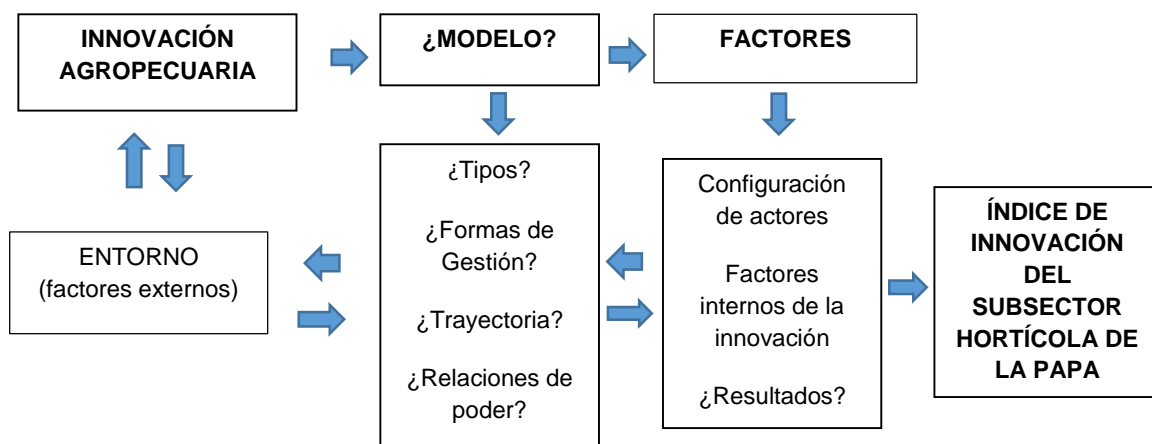 INNOVACIÓN
AGROPECUARIA
¿MODELO?
FACTORES
ENTORNO
(factores externos)
¿Tipos?
¿Formas de
Gestión?
¿Trayectoria?
¿Relaciones de
poder?
Configuración
de actores
Factores
internos de la
innovación
¿Resultados?
ÍNDICE DE
INNOVACIÓN
DEL
SUBSECTOR
HORTÍCOLA DE
LA PAPA